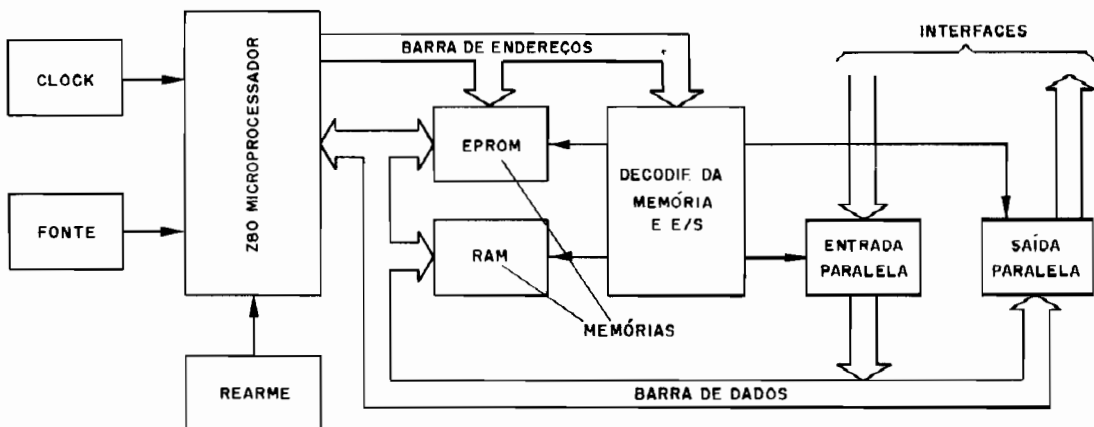 CLOCK
FONTE
Z80 MICROPROCESSADOR
REARME
BARRA DE ENDEREÇOS
EPROM
RAM
MEMÓRIAS
DECODIF. DA
MEMÓRIA
E E/S
INTERFACES
ENTRADA
PARALELA
SAÍDA
PARALELA
BARRA DE DADOS